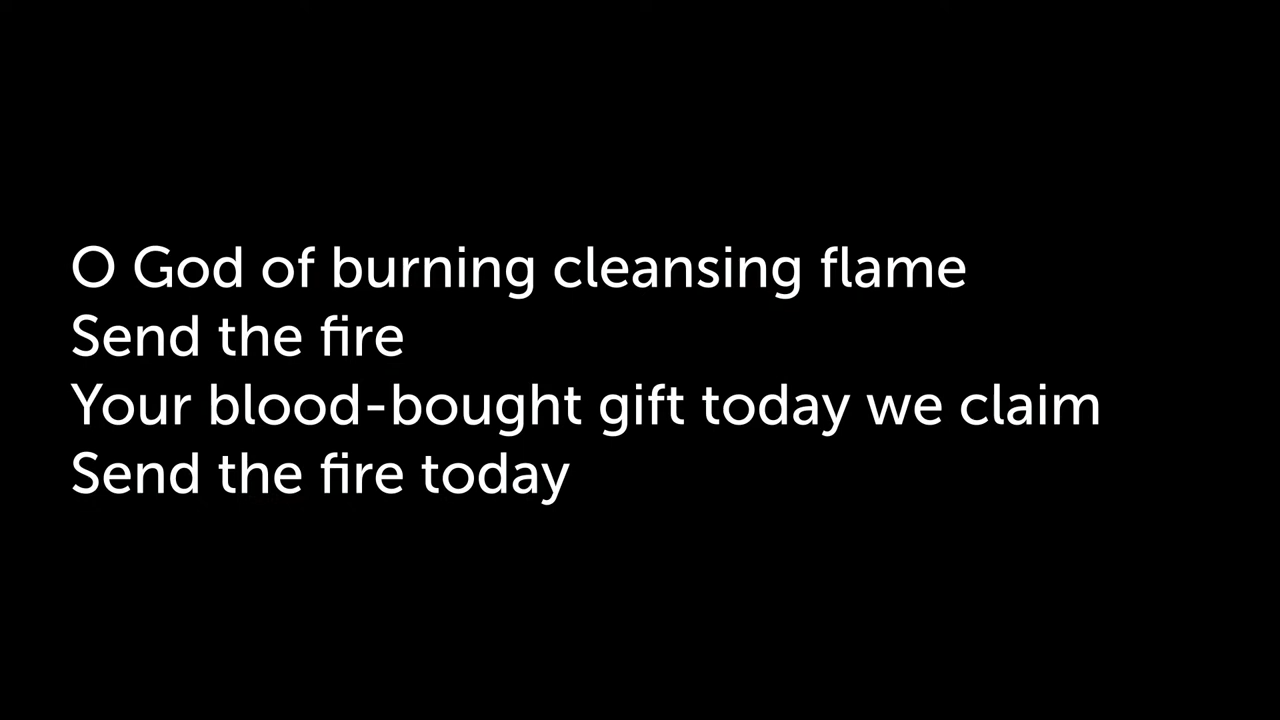 O God of burning cleansing flame
Send the fire
Your blood-bought gift today we claim
Send the fire today